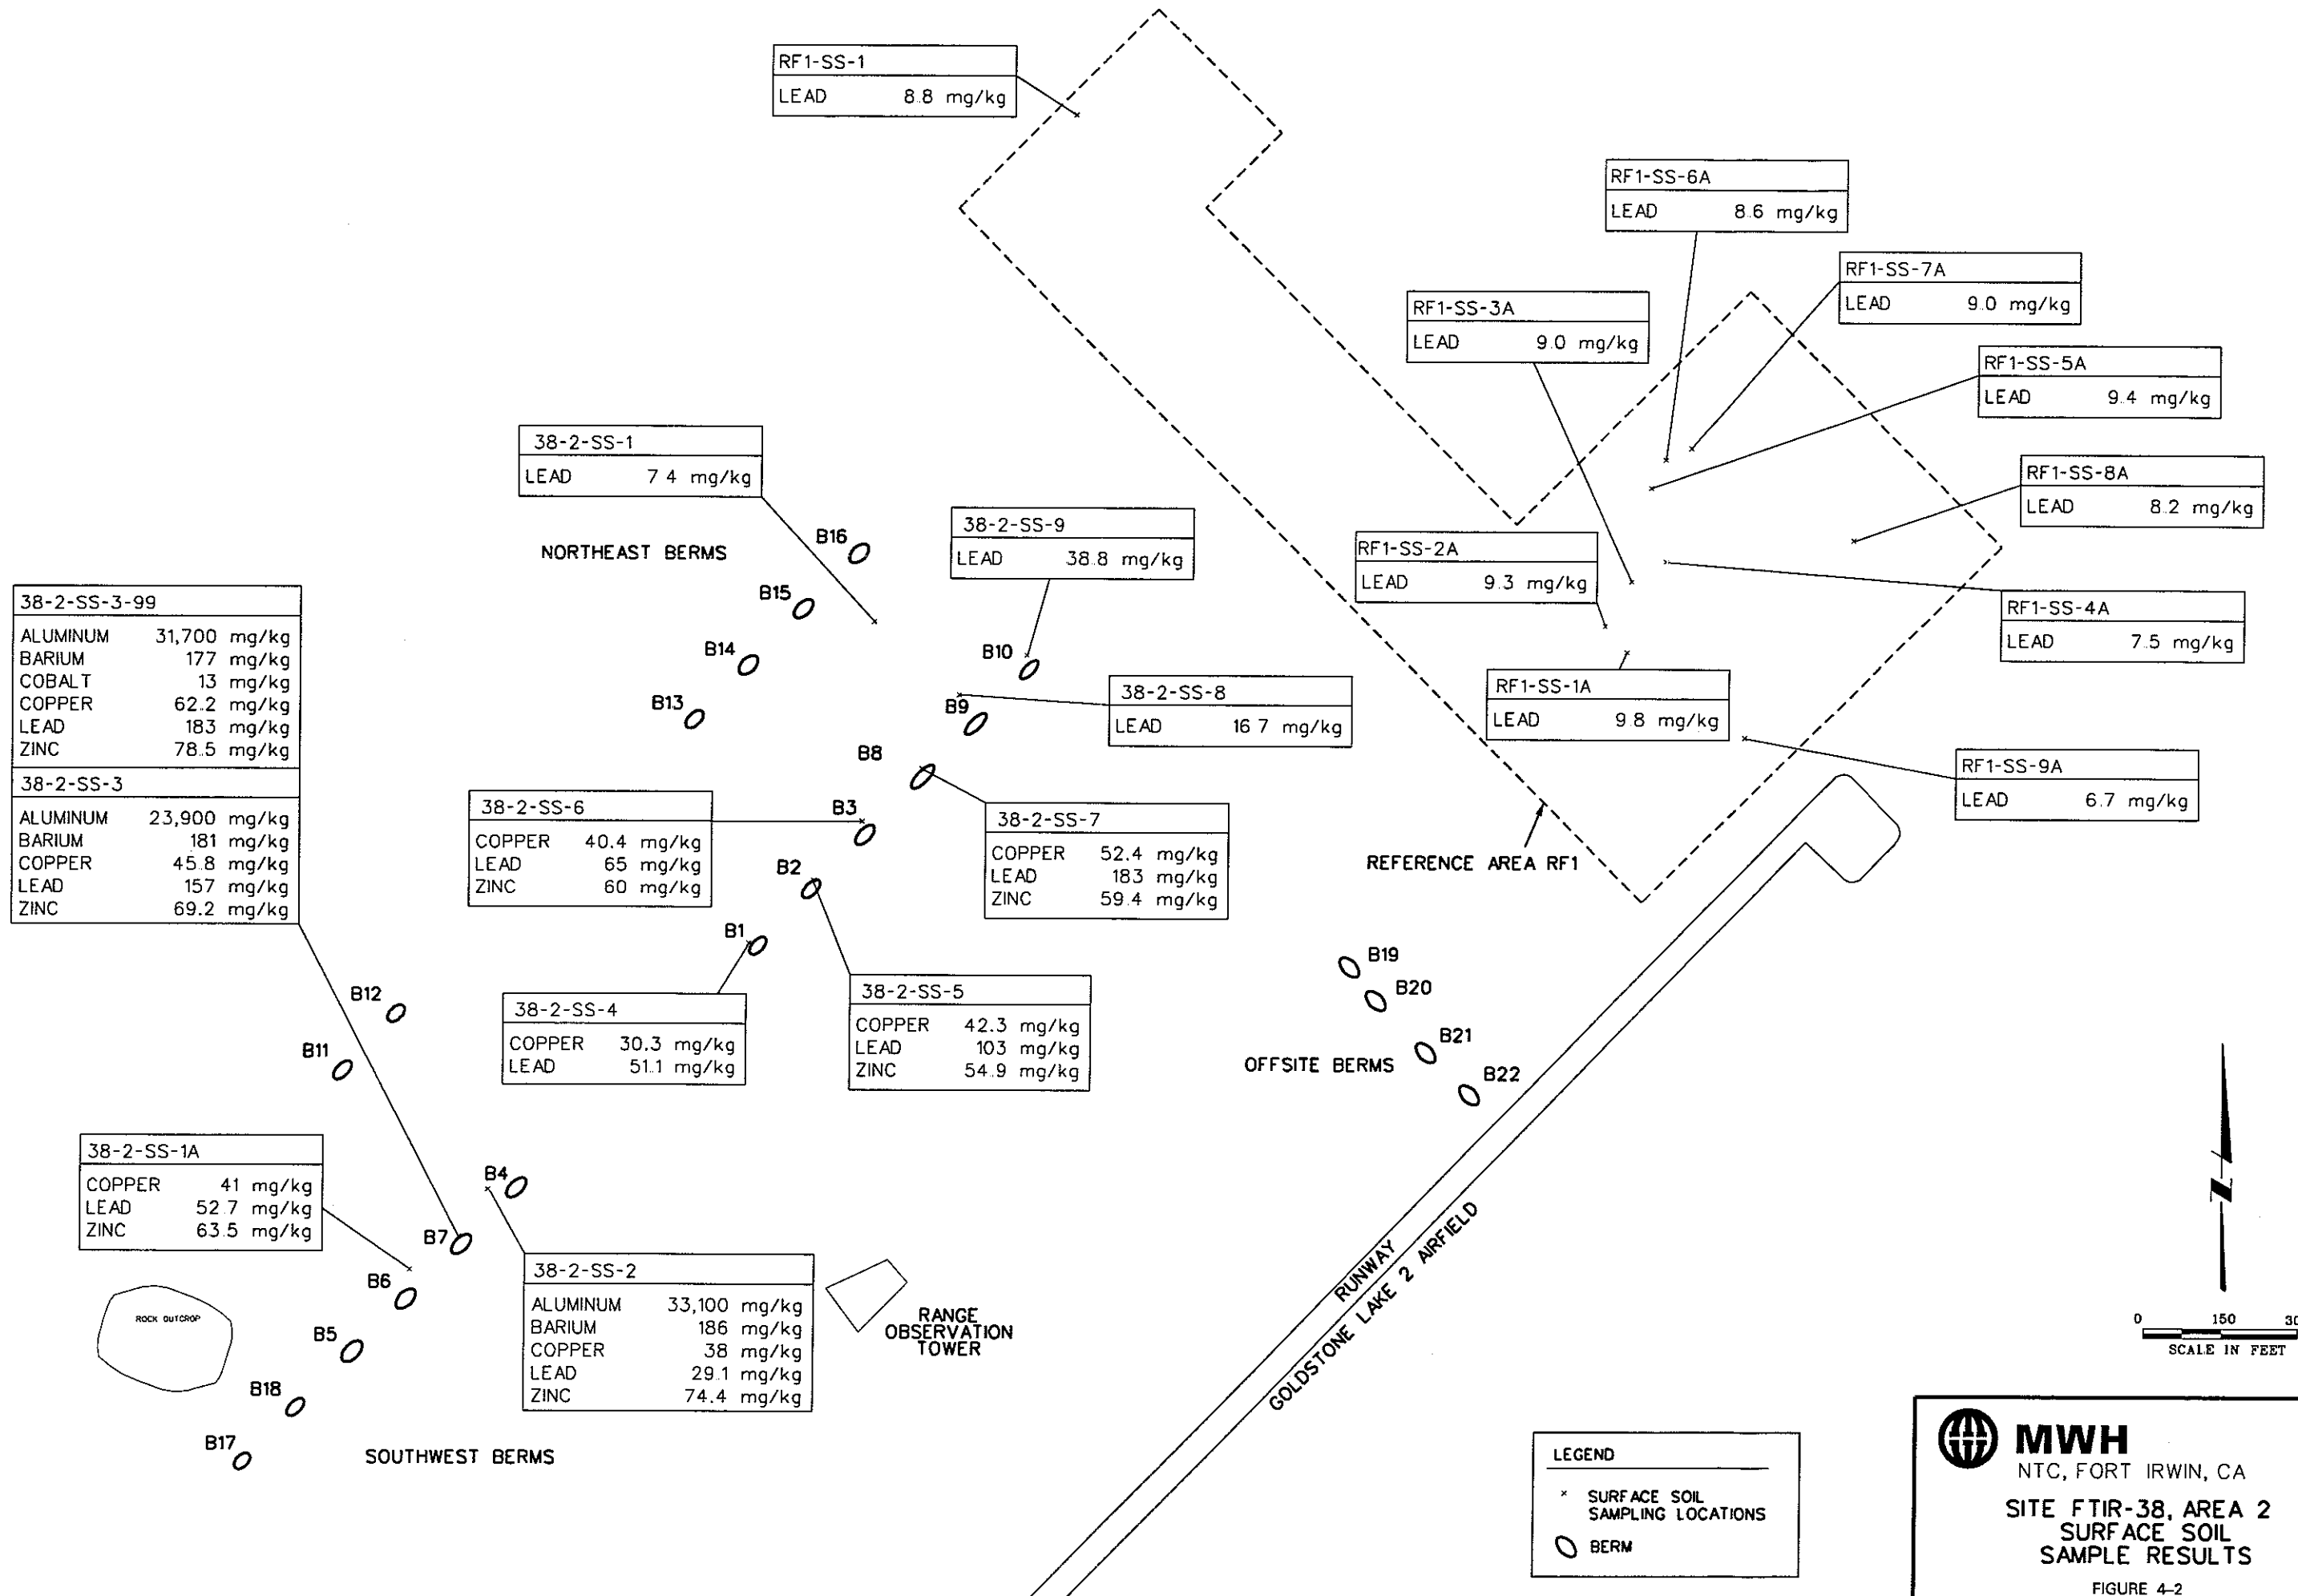 RF1-SS-1
LEAD 8.8 mg/kg
RF1-SS-6A
LEAD 8.6 mg/kg
RF1-SS-7A
LEAD 9.0 mg/kg
RF1-SS-3A
LEAD 9.0 mg/kg
RF1-SS-5A
LEAD 9.4 mg/kg
38-2-SS-1
LEAD 7 4 mg/kg
RF1-SS-8A
LEAD 8.2 mg/kg
38-2-SS-9
LEAD 38.8 mg/kg
B16
NORTHEAST BERMS
RF1-SS-2A
LEAD 9.3 mg/kg
38-2-SS-3-99
ALUMINUM 31,700 mg/kg
BARIUM 177 mg/kg
COBALT 13 mg/kg
COPPER 62.2 mg/kg
LEAD 183 mg/kg
ZINC 78.5 mg/kg
38-2-SS-3
ALUMINUM 23,900 mg/kg
BARIUM 181 mg/kg
COPPER 45.8 mg/kg
LEAD 157 mg/kg
ZINC 69.2 mg/kg
B15
RF1-SS-4A
LEAD 7.5 mg/kg
B14
B10
RF1-SS-1A
LEAD 9 8 mg/kg
38-2-SS-8
LEAD 16 7 mg/kg
B13
B9
B8
RF1-SS-9A
LEAD 6.7 mg/kg
38-2-SS-6
COPPER 40.4 mg/kg
LEAD 65 mg/kg
ZINC 60 mg/kg
B3
38-2-SS-7
COPPER 52.4 mg/kg
LEAD 183 mg/kg
ZINC 59.4 mg/kg
B2
REFERENCE AREA RF1
B1
B19
B20
38-2-SS-4
COPPER 30.3 mg/kg
LEAD 51.1 mg/kg
38-2-SS-5
COPPER 42.3 mg/kg
LEAD 103 mg/kg
ZINC 54.9 mg/kg
B12
B11
B21
OFFSITE BERMS
B22
38-2-SS-1A
COPPER 41 mg/kg
LEAD 52.7 mg/kg
ZINC 63.5 mg/kg
B4
B7
B6
38-2-SS-2
ALUMINUM 33,100 mg/kg
BARIUM 186 mg/kg
COPPER 38 mg/kg
LEAD 29.1 mg/kg
ZINC 74.4 mg/kg
ROCK OUTCROP
B5
RANGE
OBSERVATION
TOWER
RUNWAY
GOLDSTONE LAKE 2 AIRFIELD
B18
B17
SOUTHWEST BERMS
N
0 150 30
SCALE IN FEET
LEGEND
× SURFACE SOIL
SAMPLING LOCATIONS
BERM
MWH
NTC, FORT IRWIN, CA
SITE FTIR-38, AREA 2
SURFACE SOIL
SAMPLE RESULTS
FIGURE 4-2